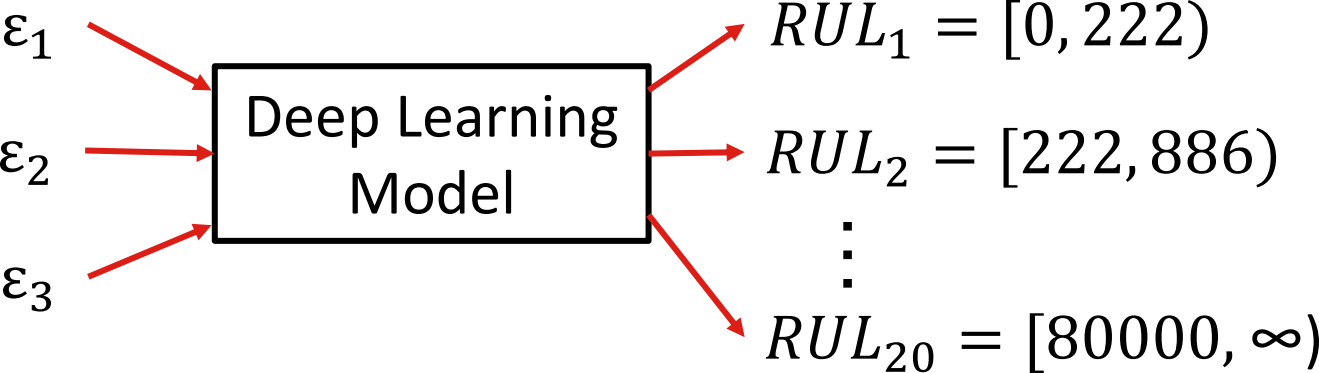 ε₁
ε₂
ε₃
Deep Learning
Model
RUL₁ = [0, 222)
RUL₂ = [222, 886)
⋮
RUL₂₀ = [80000, ∞)